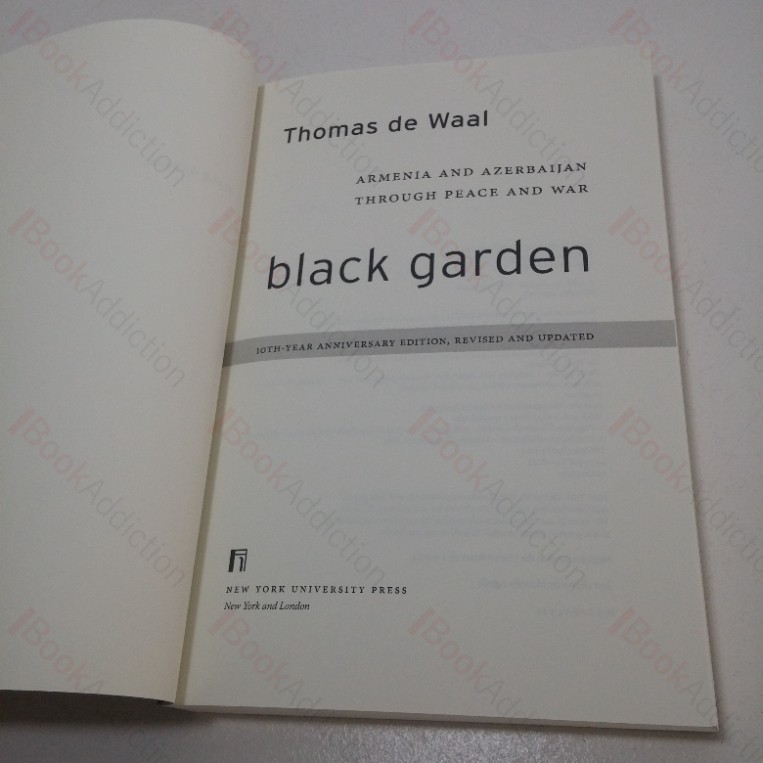 Thomas de Waal
ARMENIA AND AZERBAIJAN
THROUGH PEACE AND WAR
black garden
10TH-YEAR ANNIVERSARY EDITION, REVISED AND UPDATED
NEW YORK UNIVERSITY PRESS
New York and London
BookAddiction